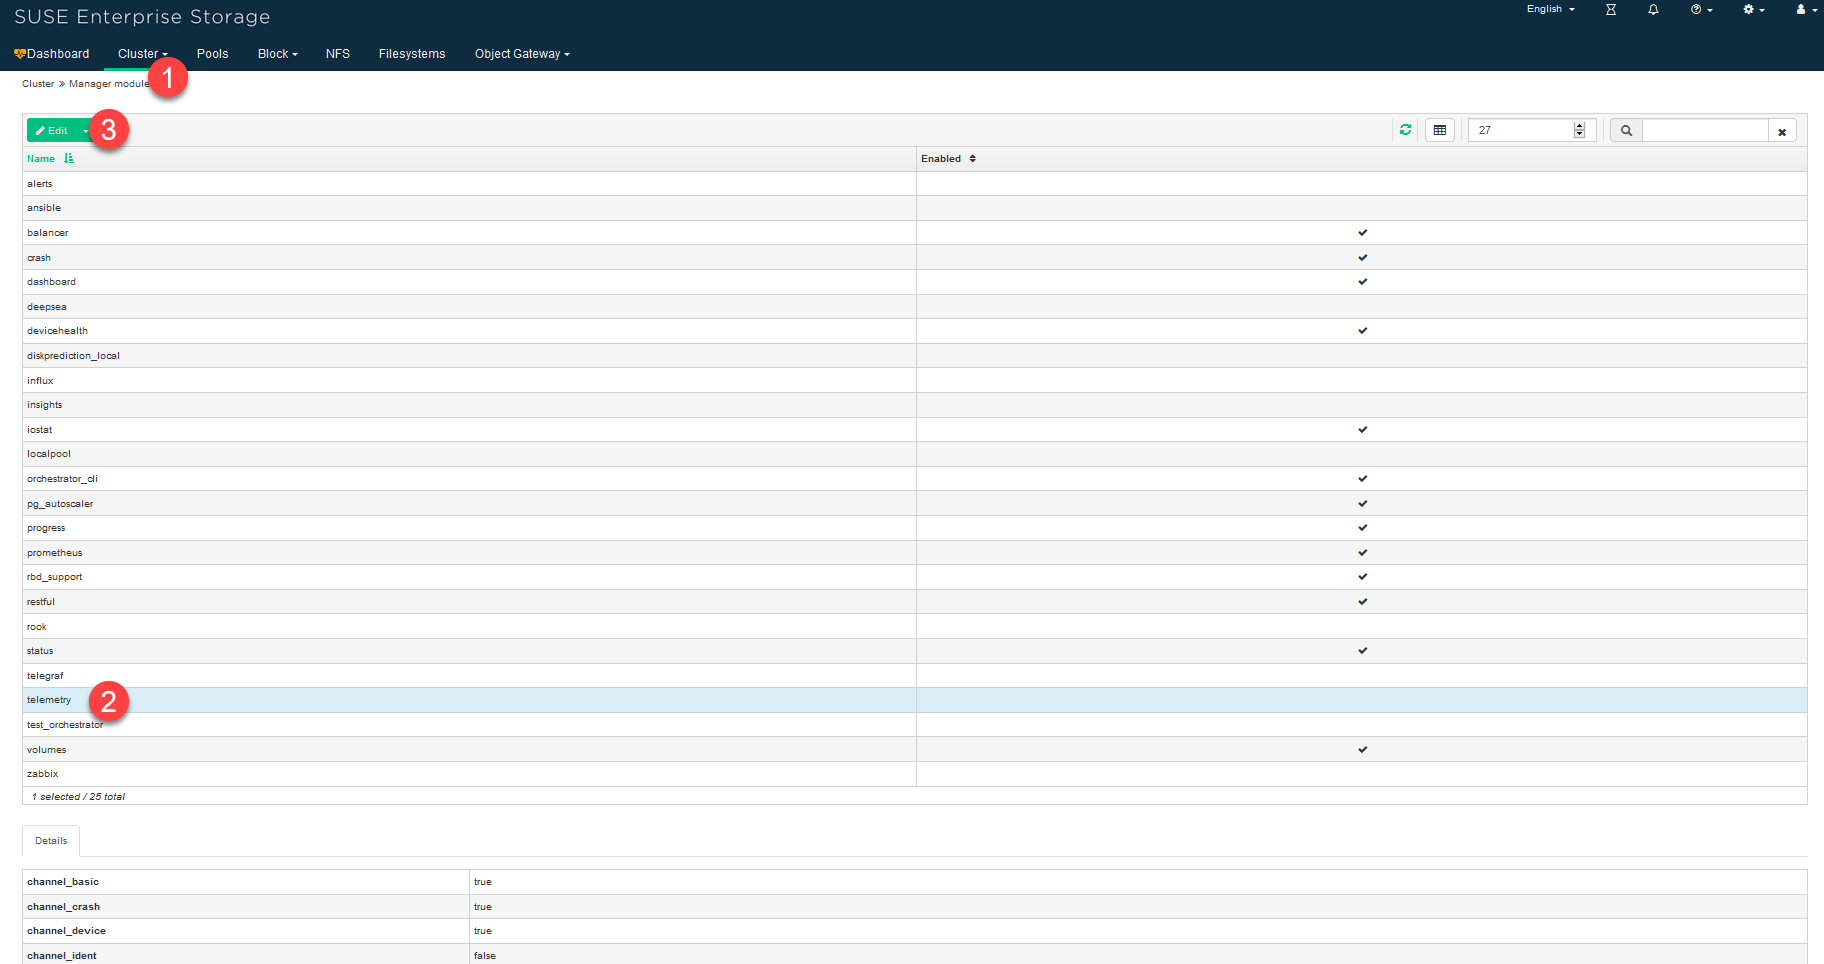 SUSE Enterprise Storage
English
Dashboard Cluster Pools Block NFS Filesystems Object Gateway
1
Cluster » Manager module
Edit 3 27
Name Enabled
alerts
ansible
balancer
crash
dashboard
deepsea
devicehealth
diskprediction_local
influx
insights
iostat
localpool
orchestrator_cli
pg_autoscaler
progress
prometheus
rbd_support
restful
rook
status
telegraf
telemetry 2
test_orchestrator
volumes
zabbix
1 selected / 25 total
Details
channel_basic true
channel_crash true
channel_device true
channel_ident false